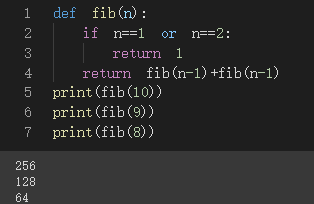 1 def fib(n):
2     if n==1 or n==2:
3         return 1
4     return fib(n-1)+fib(n-1)
5 print(fib(10))
6 print(fib(9))
7 print(fib(8))
256
128
64